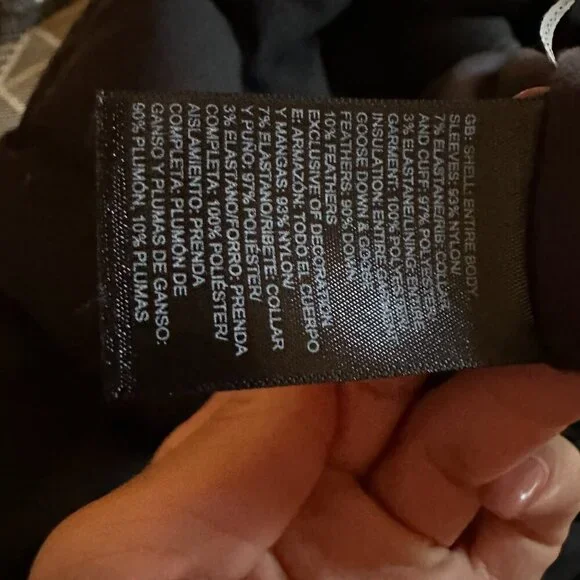 GB: SHELL: ENTIRE BODY,
SLEEVES: 93% NYLON/
7% ELASTANE/RIB: COLLAR
AND CUFF: 97% POLYESTER/
3% ELASTANE/LINING: ENTIRE
GARMENT: 100% POLYESTER/
INSULATION: ENTIRE GARMENT/
GOOSE DOWN & GOOSE
FEATHERS: 90% DOWN,
10% FEATHERS
EXCLUSIVE OF DECORATION
E: ARMAZÓN: TODO EL CUERPO
Y MANGAS: 93% NYLON/
7% ELASTANO/RIBETE: COLLAR
Y PUÑO: 97% POLIÉSTER/
3% ELASTANO/FORRO: PRENDA
COMPLETA: 100% POLIÉSTER/
AISLAMIENTO: PRENDA
COMPLETA: PLUMÓN DE
GANSO Y PLUMAS DE GANSO:
90% PLUMÓN, 10% PLUMAS